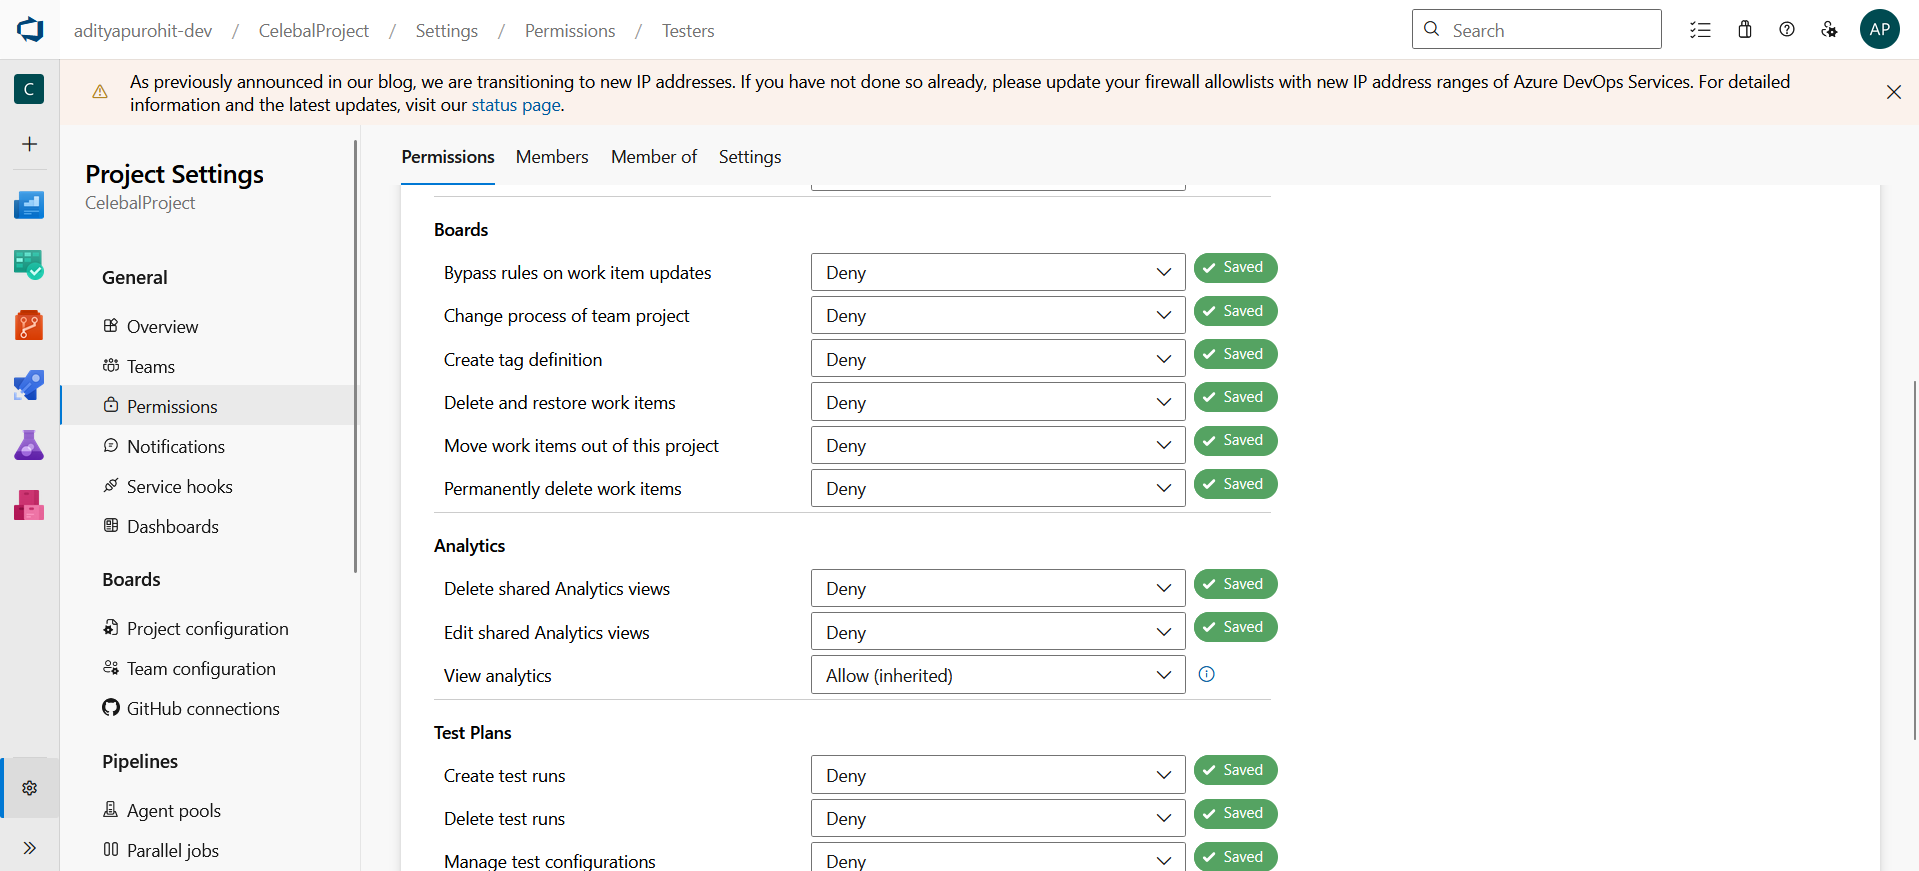 adityapurohit-dev / CelebalProject / Settings / Permissions / Testers
Search
AP
C
As previously announced in our blog, we are transitioning to new IP addresses. If you have not done so already, please update your firewall allowlists with new IP address ranges of Azure DevOps Services. For detailed
information and the latest updates, visit our status page.
Project Settings
CelebalProject
General
Overview
Teams
Permissions
Notifications
Service hooks
Dashboards
Boards
Project configuration
Team configuration
GitHub connections
Pipelines
Agent pools
Parallel jobs
Permissions Members Member of Settings
Boards
Bypass rules on work item updates Deny Saved
Change process of team project Deny Saved
Create tag definition Deny Saved
Delete and restore work items Deny Saved
Move work items out of this project Deny Saved
Permanently delete work items Deny Saved
Analytics
Delete shared Analytics views Deny Saved
Edit shared Analytics views Deny Saved
View analytics Allow (inherited)
Test Plans
Create test runs Deny Saved
Delete test runs Deny Saved
Manage test configurations Deny Saved